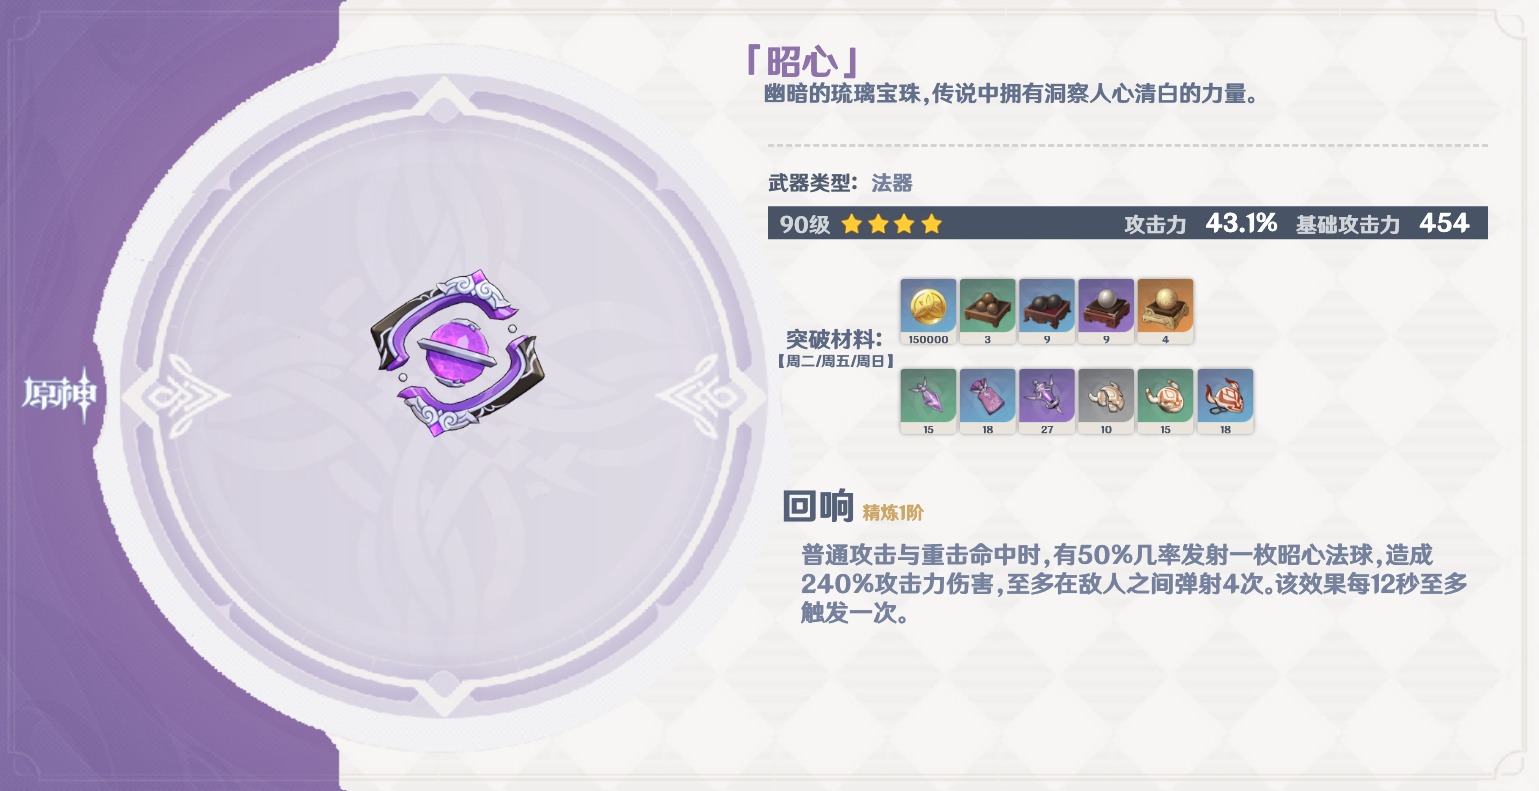 「昭心」
幽暗的琉璃宝珠,传说中拥有洞察人心清白的力量。
武器类型: 法器
90级 攻击力 43.1% 基础攻击力 454
突破材料:
【周二/周五/周日】
150000 3 9 9 4
15 18 27 10 15 18
原神
回响 精炼1阶
普通攻击与重击命中时,有50%几率发射一枚昭心法球,造成
240%攻击力伤害,至多在敌人之间弹射4次。该效果每12秒至多
触发一次。